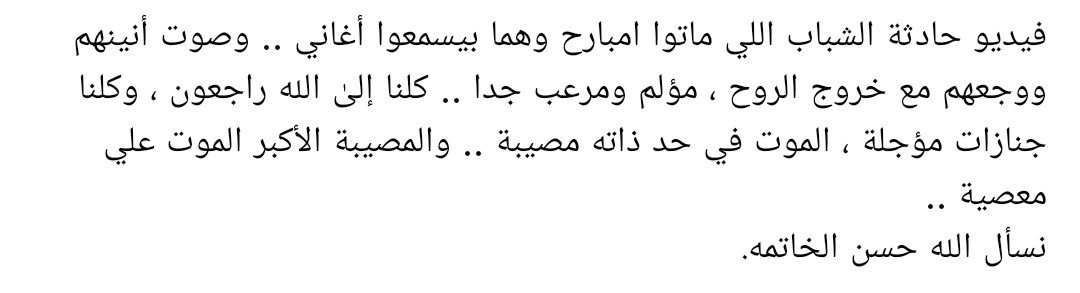 فيديو حادثة الشباب اللي ماتوا امبارح وهما بيسمعوا أغاني .. وصوت أنينهم
ووجعهم مع خروج الروح ، مؤلم ومرعب جدا .. كلنا إلىٰ الله راجعون ، وكلنا
جنازات مؤجلة ، الموت في حد ذاته مصيبة .. والمصيبة الأكبر الموت علي
معصية ..
نسأل الله حسن الخاتمه.